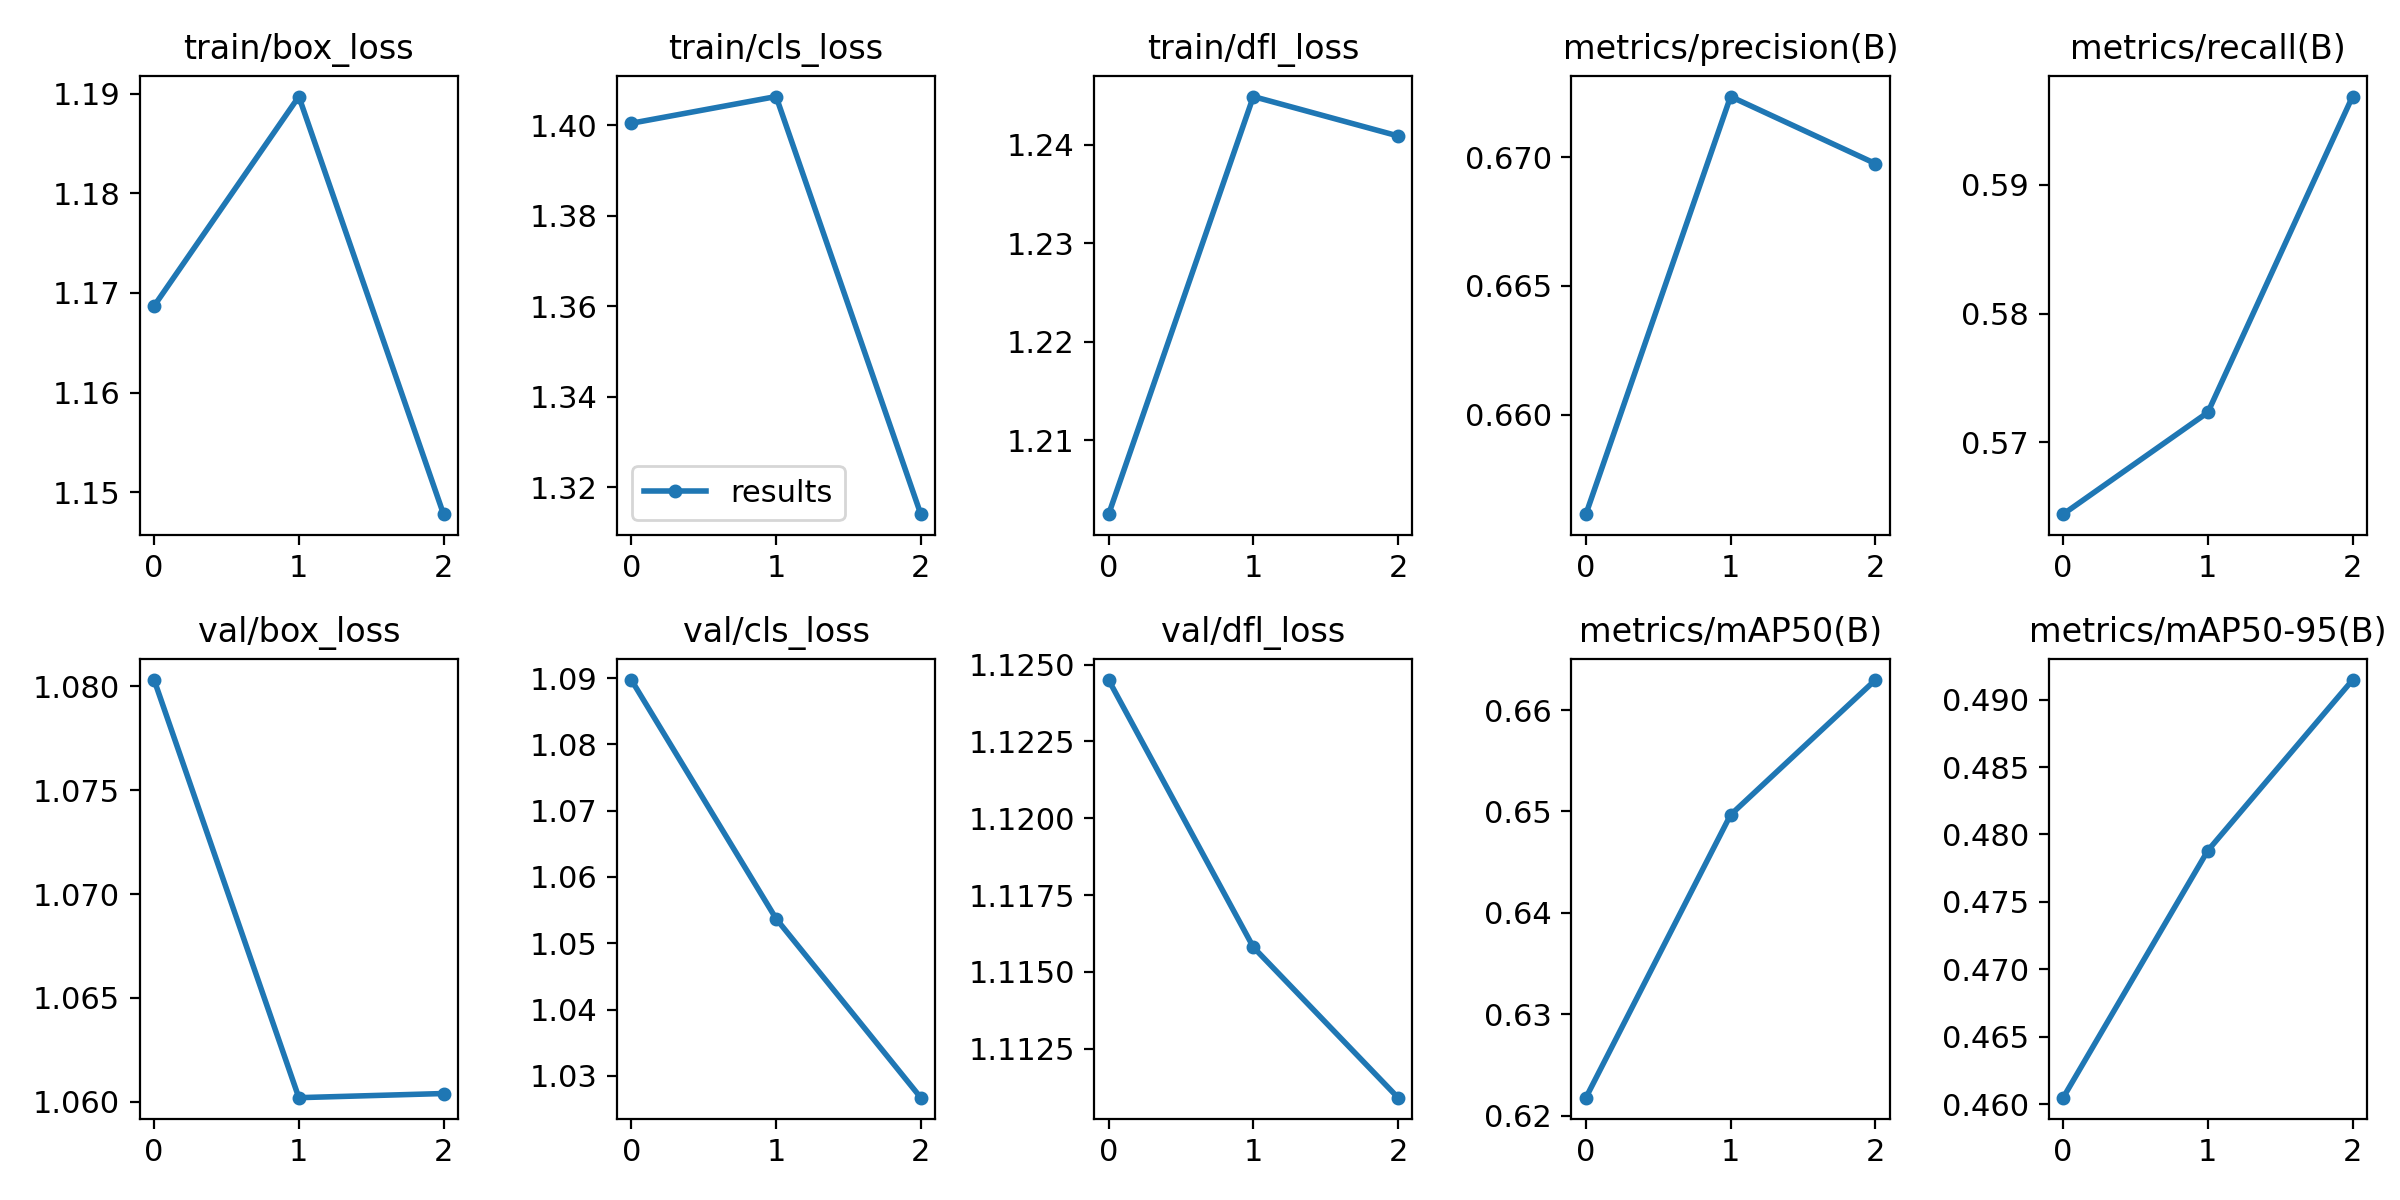 train/box_loss
1.19
1.18
1.17
1.16
1.15
0 1 2
train/cls_loss
1.40
1.38
1.36
1.34
1.32
results
0 1 2
train/dfl_loss
1.24
1.23
1.22
1.21
0 1 2
metrics/precision(B)
0.670
0.665
0.660
0 1 2
metrics/recall(B)
0.59
0.58
0.57
0 1 2
val/box_loss
1.080
1.075
1.070
1.065
1.060
0 1 2
val/cls_loss
1.09
1.08
1.07
1.06
1.05
1.04
1.03
0 1 2
val/dfl_loss
1.1250
1.1225
1.1200
1.1175
1.1150
1.1125
0 1 2
metrics/mAP50(B)
0.66
0.65
0.64
0.63
0.62
0 1 2
metrics/mAP50-95(B)
0.490
0.485
0.480
0.475
0.470
0.465
0.460
0 1 2